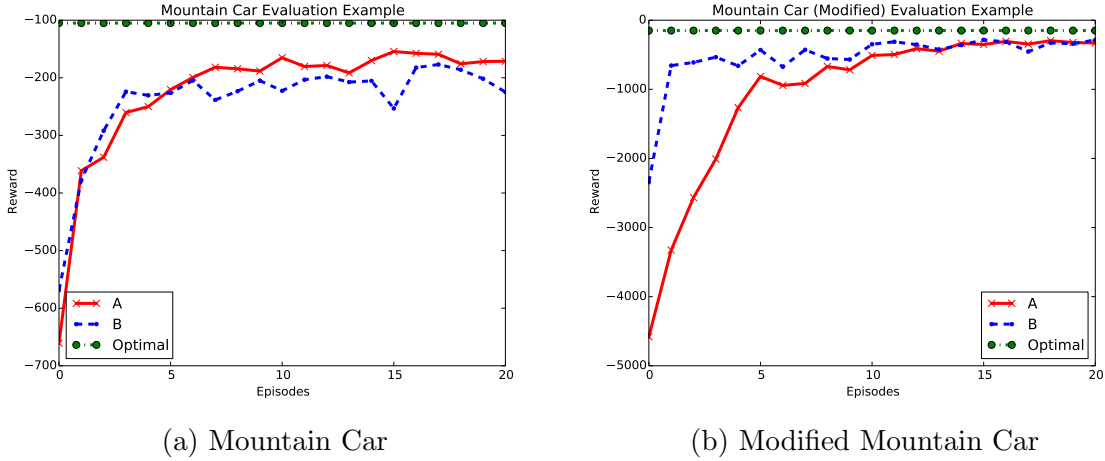 Mountain Car Evaluation Example
−100
−200
−300
−400
−500
−600
−700
Reward
A
B
Optimal
0
5
10
15
20
Episodes
(a) Mountain Car
Mountain Car (Modified) Evaluation Example
0
−1000
−2000
−3000
−4000
−5000
Reward
A
B
Optimal
0
5
10
15
20
Episodes
(b) Modified Mountain Car